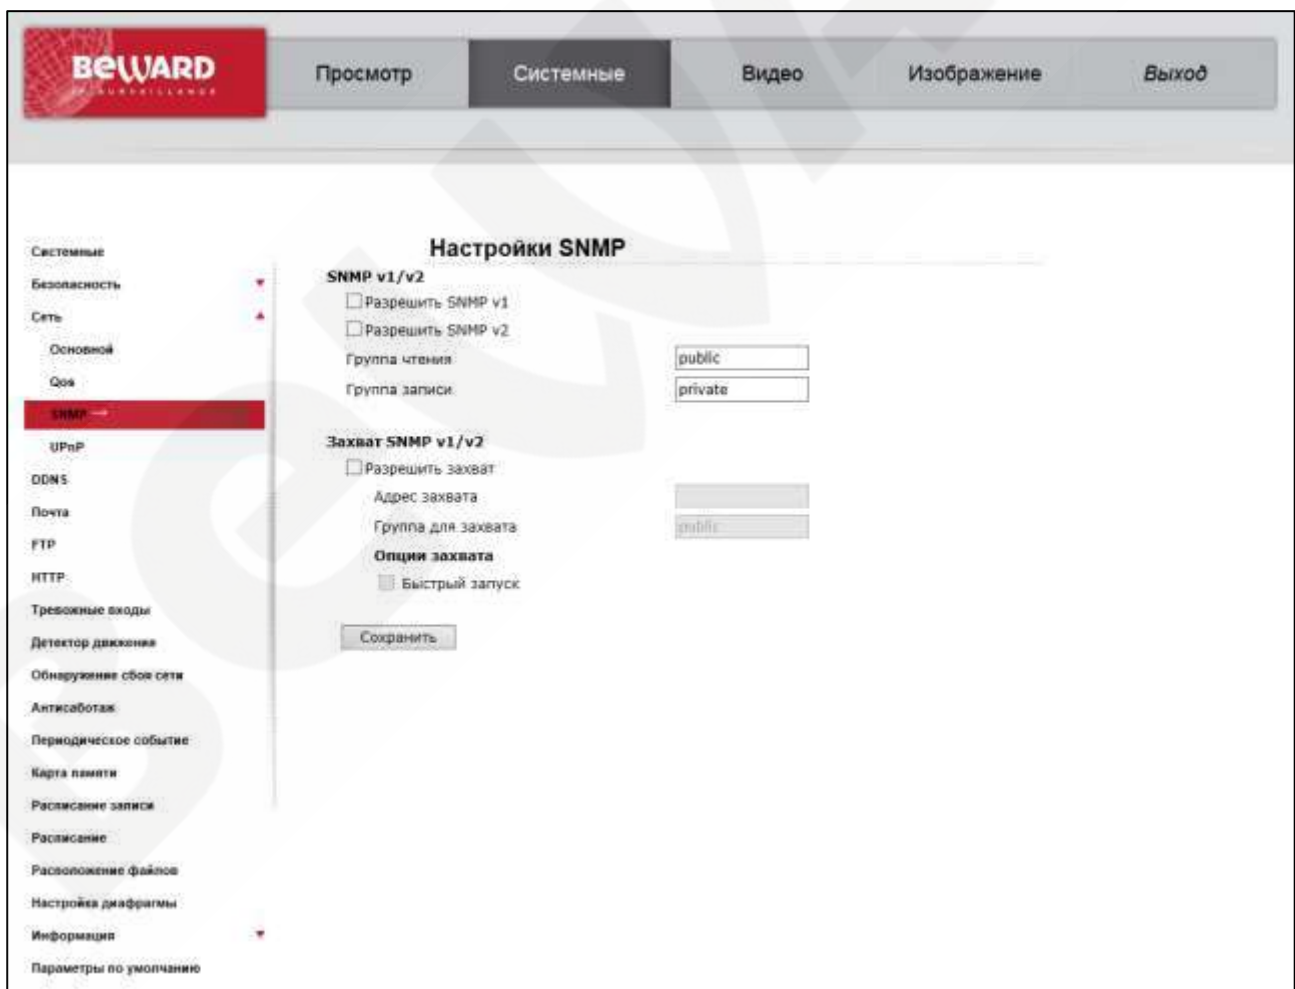 BEWARD
IP SURVEILLANCE
Просмотр
Системные
Видео
Изображение
Выход
Системные
Безопасность
Сеть
Основной
Qos
SNMP →
UPnP
DDNS
Почта
FTP
HTTP
Тревожные входы
Детектор движения
Обнаружение сбоя сети
Антисаботаж
Периодическое событие
Карта памяти
Расписание записи
Расписание
Расположение файлов
Настройка диафрагмы
Информация
Параметры по умолчанию
Настройки SNMP
SNMP v1/v2
Разрешить SNMP v1
Разрешить SNMP v2
Группа чтения public
Группа записи private
Захват SNMP v1/v2
Разрешить захват
Адрес захвата
Группа для захвата public
Опции захвата
Быстрый запуск
Сохранить